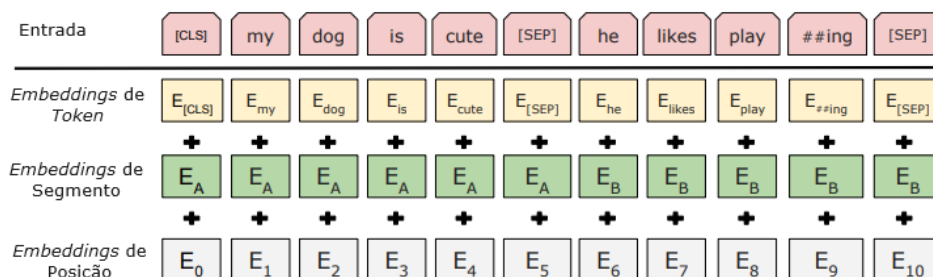 Entrada [CLS] my dog is cute [SEP] he likes play ##ing [SEP]
Embeddings de Token E[CLS] Emy Edog Eis Ecute E[SEP] Ehe Elikes Eplay E##ing E[SEP]
+ + + + + + + + + + +
Embeddings de Segmento EA EA EA EA EA EA EB EB EB EB EB
+ + + + + + + + + + +
Embeddings de Posição E0 E1 E2 E3 E4 E5 E6 E7 E8 E9 E10